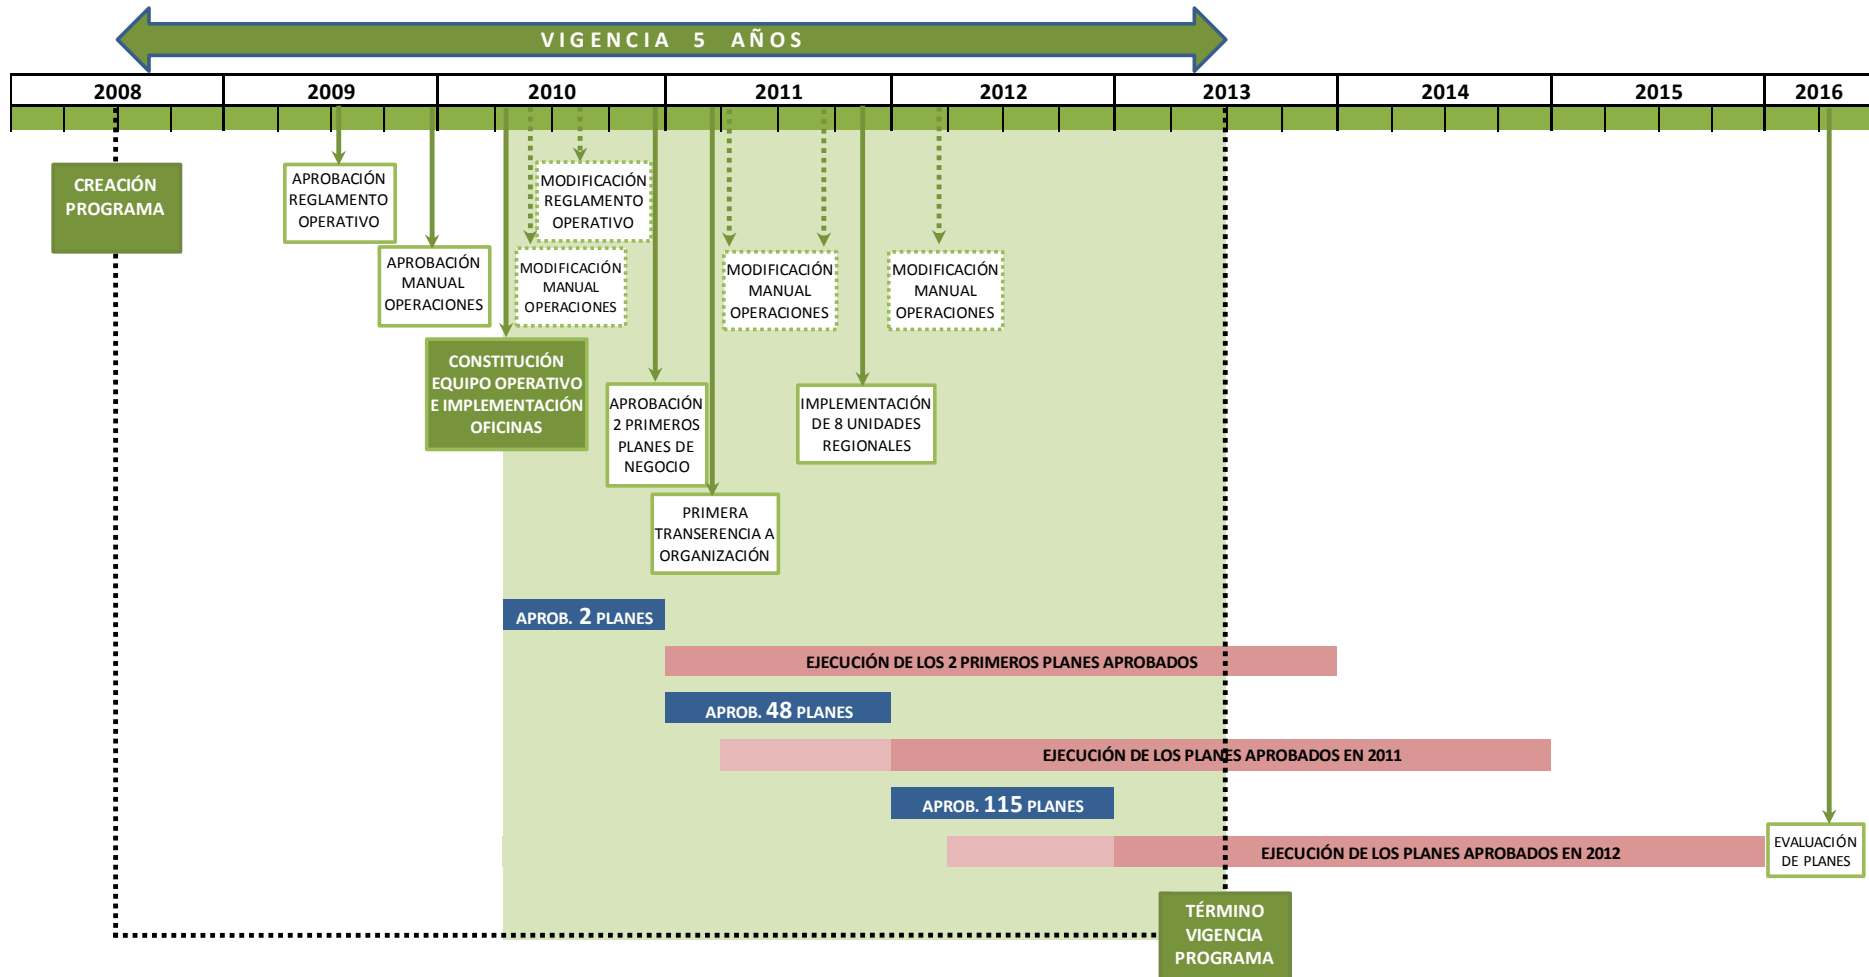 VIGENCIA 5 AÑOS
2008 2009 2010 2011 2012 2013 2014 2015 2016
CREACIÓN
PROGRAMA
APROBACIÓN
REGLAMENTO
OPERATIVO
APROBACIÓN
MANUAL
OPERACIONES
MODIFICACIÓN
REGLAMENTO
OPERATIVO
MODIFICACIÓN
MANUAL
OPERACIONES
MODIFICACIÓN
MANUAL
OPERACIONES
MODIFICACIÓN
MANUAL
OPERACIONES
CONSTITUCIÓN
EQUIPO OPERATIVO
E IMPLEMENTACIÓN
OFICINAS
APROBACIÓN
2 PRIMEROS
PLANES DE
NEGOCIO
IMPLEMENTACIÓN
DE 8 UNIDADES
REGIONALES
PRIMERA
TRANSERENCIA A
ORGANIZACIÓN
APROB. 2 PLANES
EJECUCIÓN DE LOS 2 PRIMEROS PLANES APROBADOS
APROB. 48 PLANES
EJECUCIÓN DE LOS PLANES APROBADOS EN 2011
APROB. 115 PLANES
EJECUCIÓN DE LOS PLANES APROBADOS EN 2012
EVALUACIÓN
DE PLANES
TÉRMINO
VIGENCIA
PROGRAMA